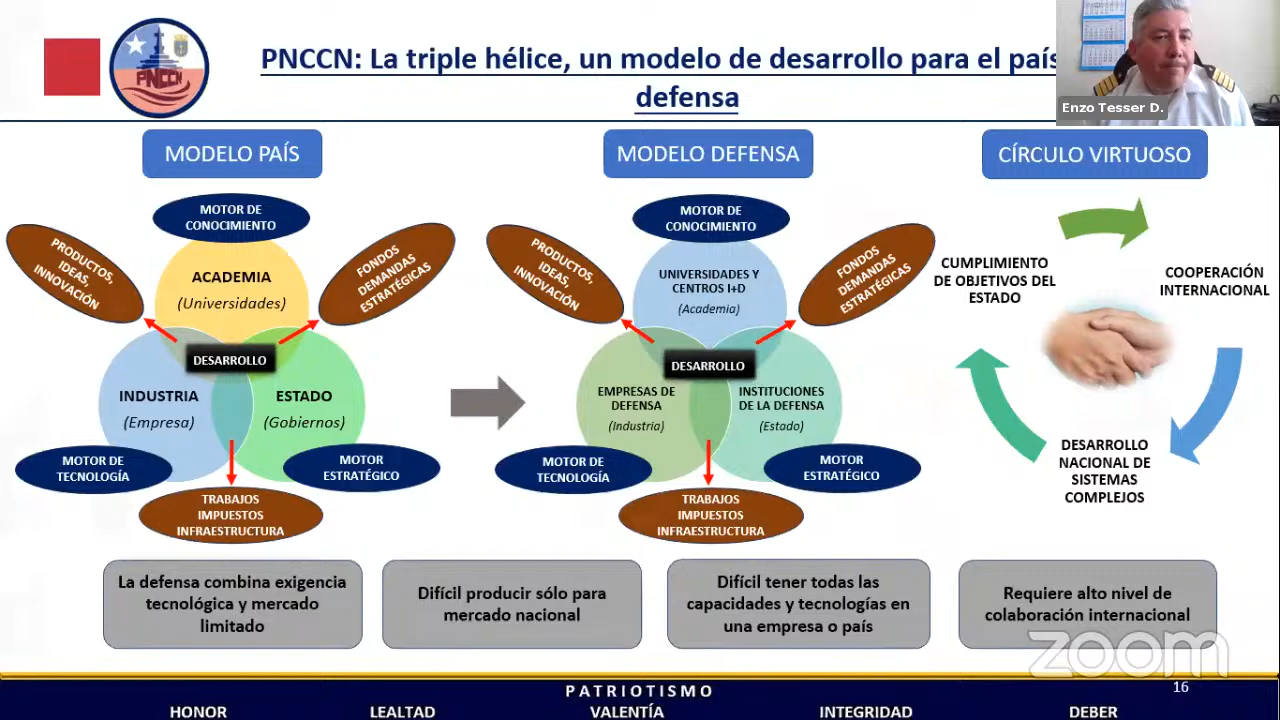 PNCCN: La triple hélice, un modelo de desarrollo para el país
defensa
Enzo Tesser D.
PNCCN
MODELO PAÍS
MOTOR DE
CONOCIMIENTO
PRODUCTOS,
IDEAS,
INNOVACIÓN
FONDOS
DEMANDAS
ESTRATÉGICAS
ACADEMIA
(Universidades)
DESARROLLO
INDUSTRIA
(Empresa)
ESTADO
(Gobiernos)
MOTOR DE
TECNOLOGÍA
MOTOR
ESTRATÉGICO
TRABAJOS
IMPUESTOS
INFRAESTRUCTURA
MODELO DEFENSA
MOTOR DE
CONOCIMIENTO
PRODUCTOS,
IDEAS,
INNOVACIÓN
FONDOS
DEMANDAS
ESTRATÉGICAS
UNIVERSIDADES Y
CENTROS I+D
(Academia)
DESARROLLO
EMPRESAS DE
DEFENSA
(Industria)
INSTITUCIONES
DE LA DEFENSA
(Estado)
MOTOR DE
TECNOLOGÍA
MOTOR
ESTRATÉGICO
TRABAJOS
IMPUESTOS
INFRAESTRUCTURA
CÍRCULO VIRTUOSO
CUMPLIMIENTO
DE OBJETIVOS DEL
ESTADO
COOPERACIÓN
INTERNACIONAL
DESARROLLO
NACIONAL DE
SISTEMAS
COMPLEJOS
La defensa combina exigencia
tecnológica y mercado
limitado
Difícil producir sólo para
mercado nacional
Difícil tener todas las
capacidades y tecnologías en
una empresa o país
Requiere alto nivel de
colaboración internacional
zoom
16
PATRIOTISMO
HONOR LEALTAD VALENTÍA INTEGRIDAD DEBER